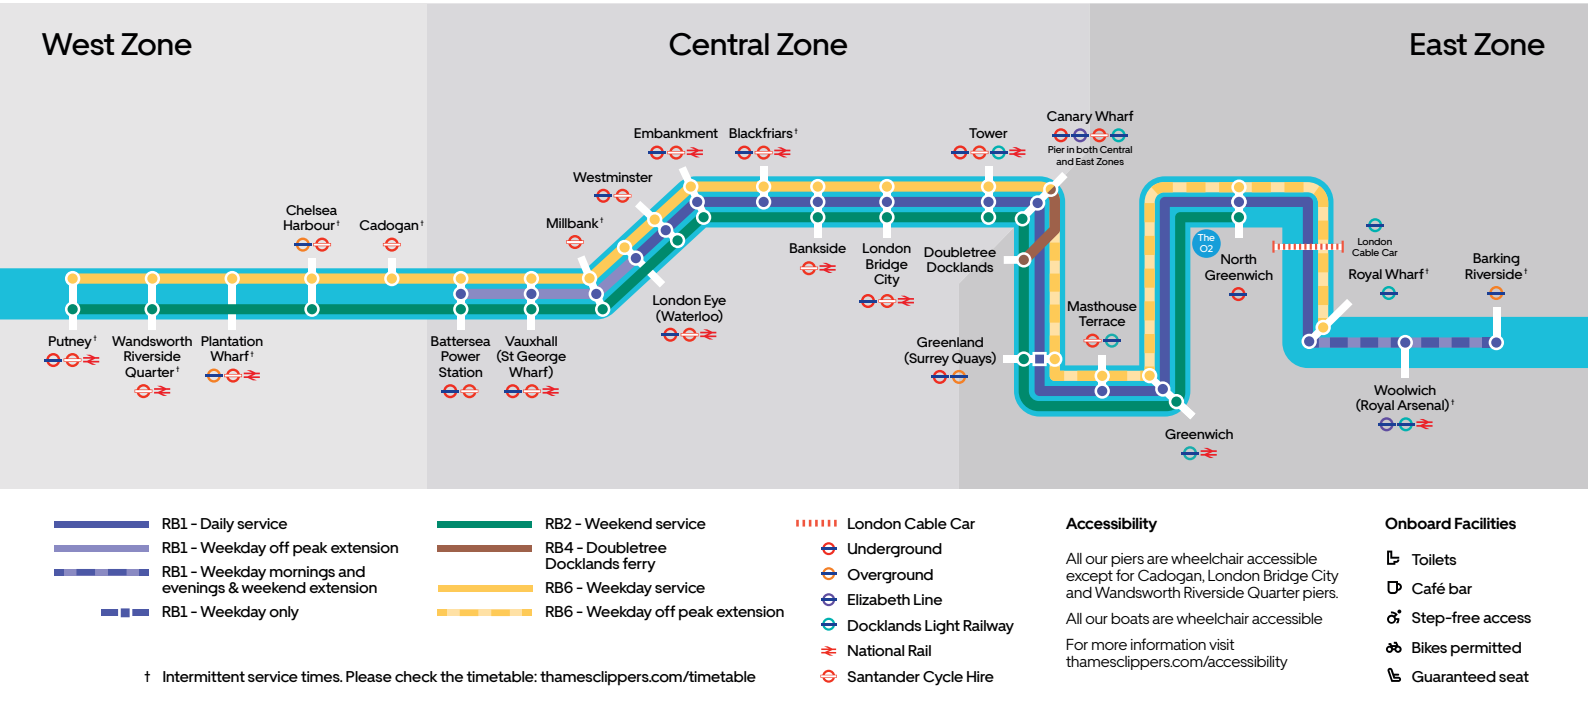 West Zone
Central Zone
East Zone
Canary Wharf
Pier in both Central
and East Zones
Embankment
Blackfriars†
Tower
Westminster
Millbank†
Chelsea
Harbour†
Cadogan†
Bankside
London
Bridge
City
Doubletree
Docklands
The
O2
North
Greenwich
London
Cable Car
Royal Wharf†
Barking
Riverside†
London Eye
(Waterloo)
Masthouse
Terrace
Putney†
Wandsworth
Riverside
Quarter†
Plantation
Wharf†
Battersea
Power
Station
Vauxhall
(St George
Wharf)
Greenland
(Surrey Quays)
Woolwich
(Royal Arsenal)†
Greenwich
RB1 - Daily service
RB1 - Weekday off peak extension
RB1 - Weekday mornings and
evenings & weekend extension
RB1 - Weekday only
RB2 - Weekend service
RB4 - Doubletree
Docklands ferry
RB6 - Weekday service
RB6 - Weekday off peak extension
† Intermittent service times. Please check the timetable: thamesclippers.com/timetable
London Cable Car
Underground
Overground
Elizabeth Line
Docklands Light Railway
National Rail
Santander Cycle Hire
Accessibility
All our piers are wheelchair accessible
except for Cadogan, London Bridge City
and Wandsworth Riverside Quarter piers.
All our boats are wheelchair accessible
For more information visit
thamesclippers.com/accessibility
Onboard Facilities
Toilets
Café bar
Step-free access
Bikes permitted
Guaranteed seat